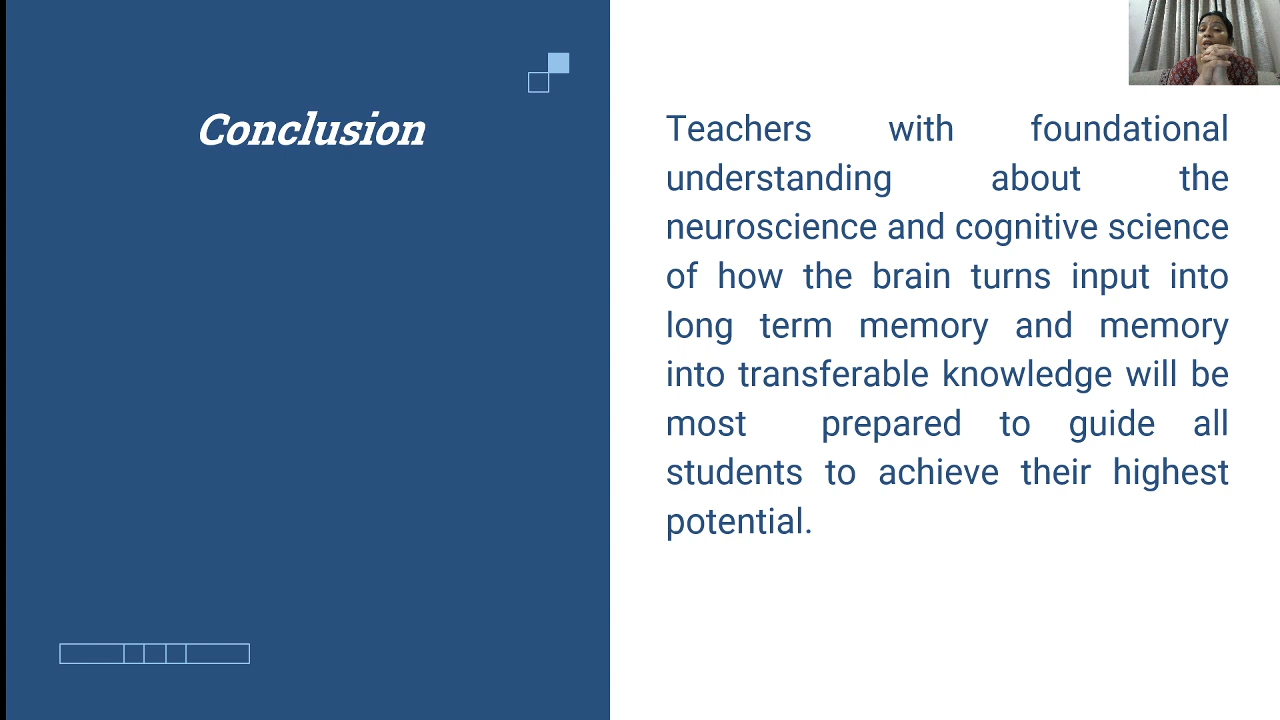 Conclusion
Teachers with foundational
understanding about the
neuroscience and cognitive science
of how the brain turns input into
long term memory and memory
into transferable knowledge will be
most prepared to guide all
students to achieve their highest
potential.